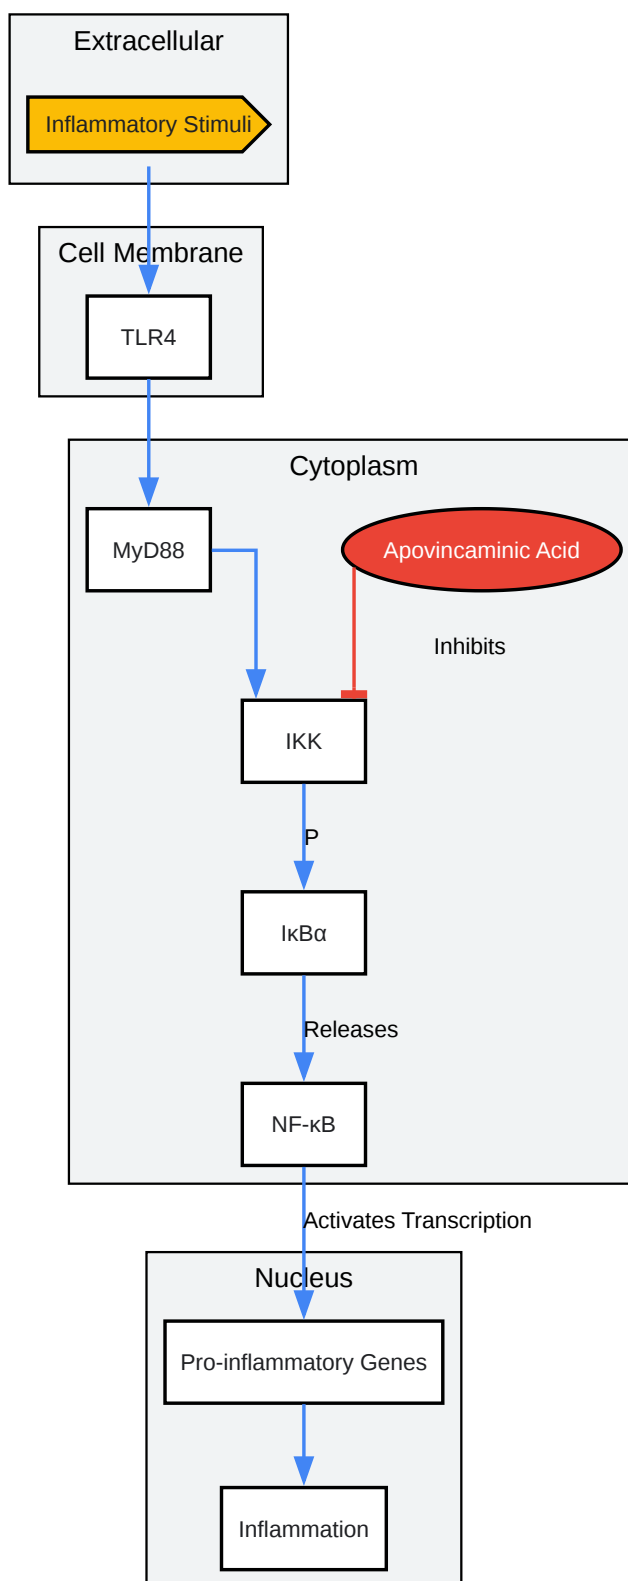 Extracellular
Inflammatory Stimuli
Cell Membrane
TLR4
Cytoplasm
MyD88
Apovincaminic Acid
Inhibits
IKK
P
IκBα
Releases
NF-κB
Activates Transcription
Nucleus
Pro-inflammatory Genes
Inflammation